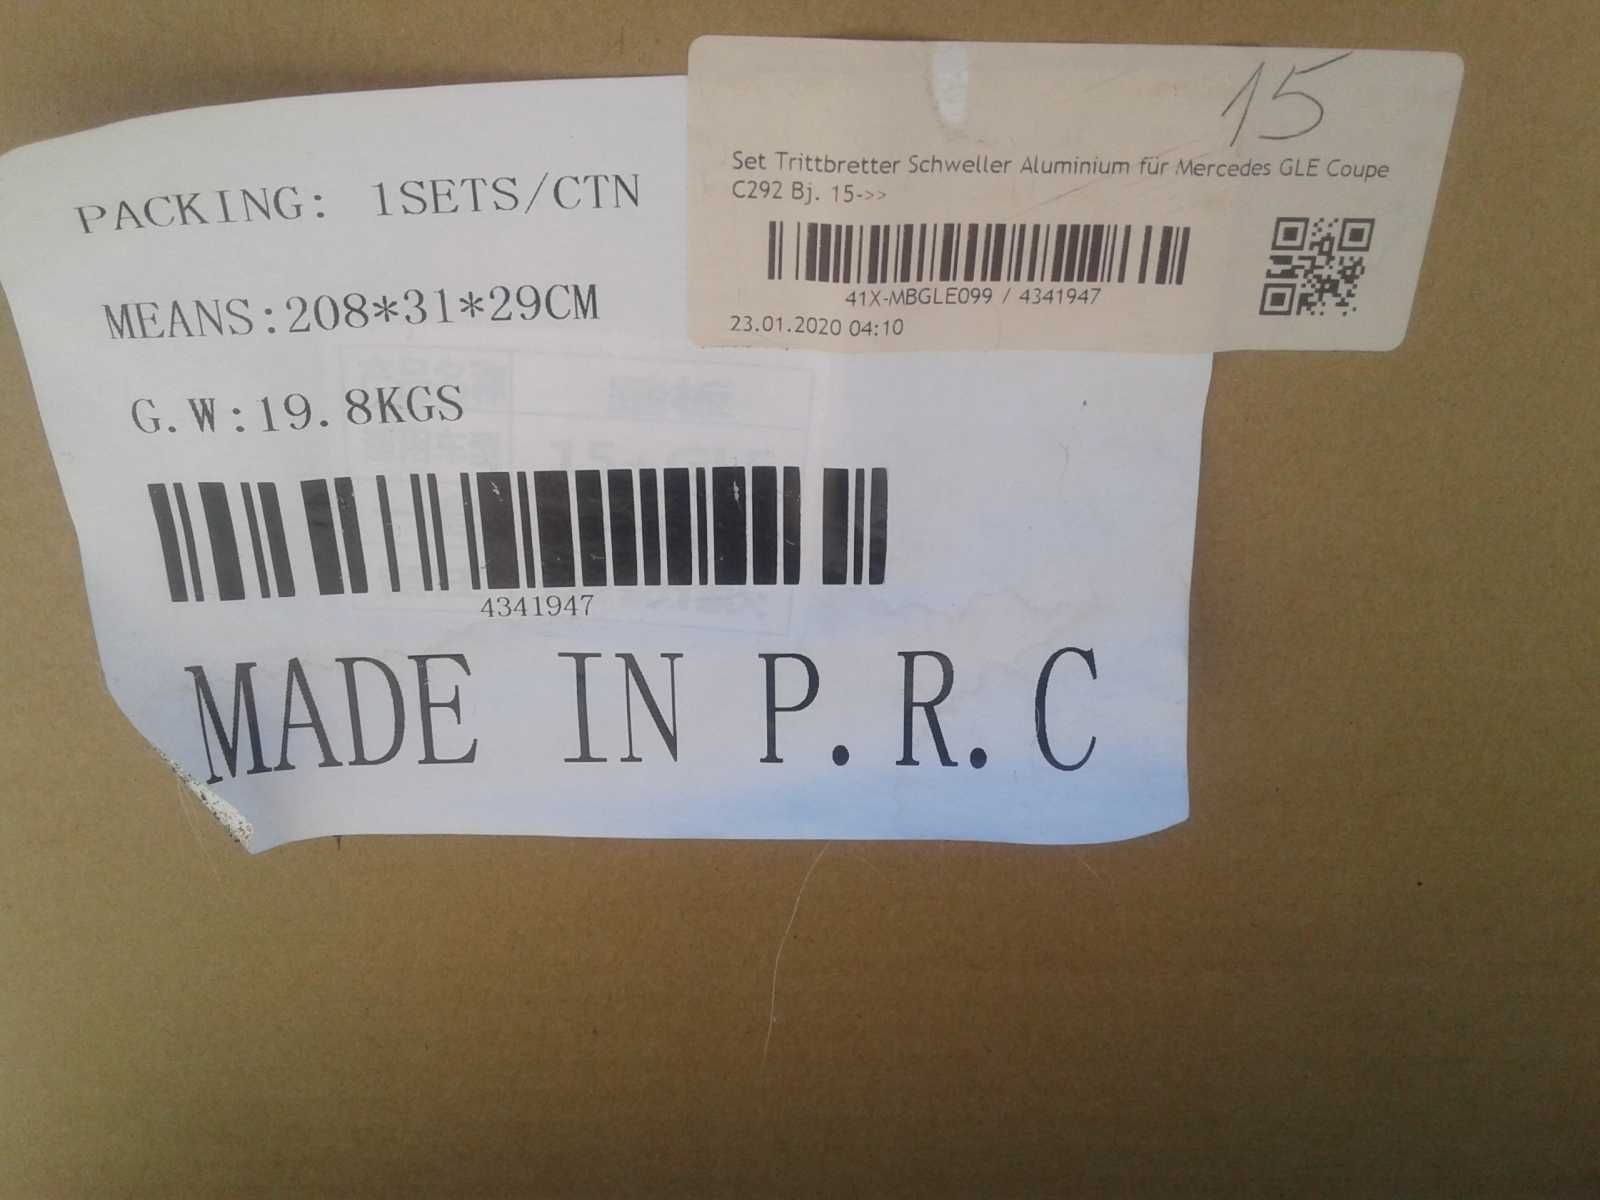 15
Set Trittbretter Schweller Aluminium für Mercedes GLE Coupe
C292 Bj. 15->>
41X-MBGLE099 / 4341947
23.01.2020 04:10
PACKING: 1SETS/CTN
MEANS:208*31*29CM
G.W:19.8KGS
4341947
MADE IN P.R.C